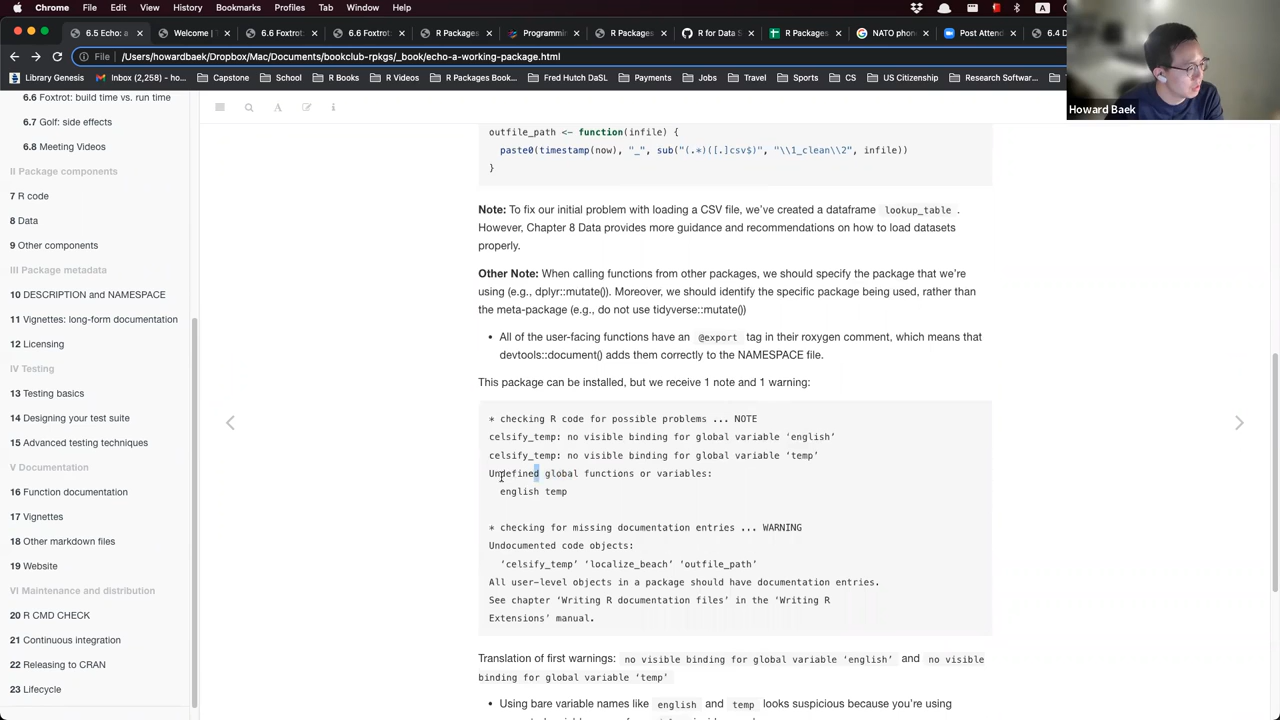 Chrome File Edit View History Bookmarks Profiles Tab Window Help
6.5 Echo: a Welcome | 6.6 Foxtrot: 6.6 Foxtrot: R Packages Programmin R Packages R for Data S R Packages NATO phone Post Attend 6.4 D
File /Users/howardbaek/Dropbox/Mac/Documents/bookclub-rpkgs/_book/echo-a-working-package.html
Library Genesis Inbox (2,258) - ho... Capstone School R Books R Videos R Packages Book... Fred Hutch DaSL Payments Jobs Travel Sports CS US Citizenship Research Softwar...
Howard Baek
6.6 Foxtrot: build time vs. run time
6.7 Golf: side effects
6.8 Meeting Videos
II Package components
7 R code
8 Data
9 Other components
III Package metadata
10 DESCRIPTION and NAMESPACE
11 Vignettes: long-form documentation
12 Licensing
IV Testing
13 Testing basics
14 Designing your test suite
15 Advanced testing techniques
V Documentation
16 Function documentation
17 Vignettes
18 Other markdown files
19 Website
VI Maintenance and distribution
20 R CMD CHECK
21 Continuous integration
22 Releasing to CRAN
23 Lifecycle
outfile_path <- function(infile) {
paste0(timestamp(now), "_", sub("(.*)([.]csv$)", "\\1_clean\\2", infile))
}
Note: To fix our initial problem with loading a CSV file, we've created a dataframe lookup_table .
However, Chapter 8 Data provides more guidance and recommendations on how to load datasets
properly.
Other Note: When calling functions from other packages, we should specify the package that we're
using (e.g., dplyr::mutate()). Moreover, we should identify the specific package being used, rather than
the meta-package (e.g., do not use tidyverse::mutate())
• All of the user-facing functions have an @export tag in their roxygen comment, which means that
devtools::document() adds them correctly to the NAMESPACE file.
This package can be installed, but we receive 1 note and 1 warning:
* checking R code for possible problems ... NOTE
celsify_temp: no visible binding for global variable ‘english’
celsify_temp: no visible binding for global variable ‘temp’
Undefined global functions or variables:
english temp
* checking for missing documentation entries ... WARNING
Undocumented code objects:
‘celsify_temp’ ‘localize_beach’ ‘outfile_path’
All user-level objects in a package should have documentation entries.
See chapter ‘Writing R documentation files’ in the ‘Writing R
Extensions’ manual.
Translation of first warnings: no visible binding for global variable ‘english’ and no visible
binding for global variable ‘temp’
• Using bare variable names like english and temp looks suspicious because you're using